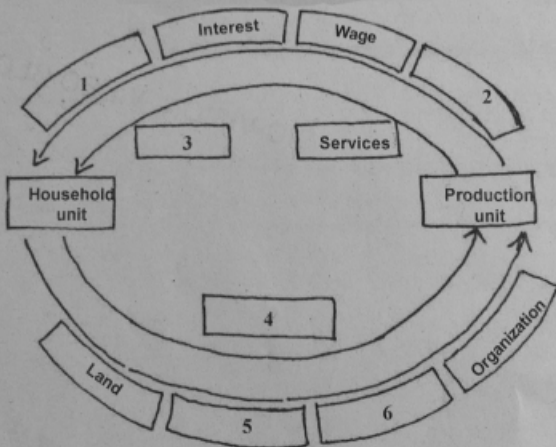 Interest
Wage
1
2
3
Services
Household
unit
Production
unit
4
Land
5
6
Organization